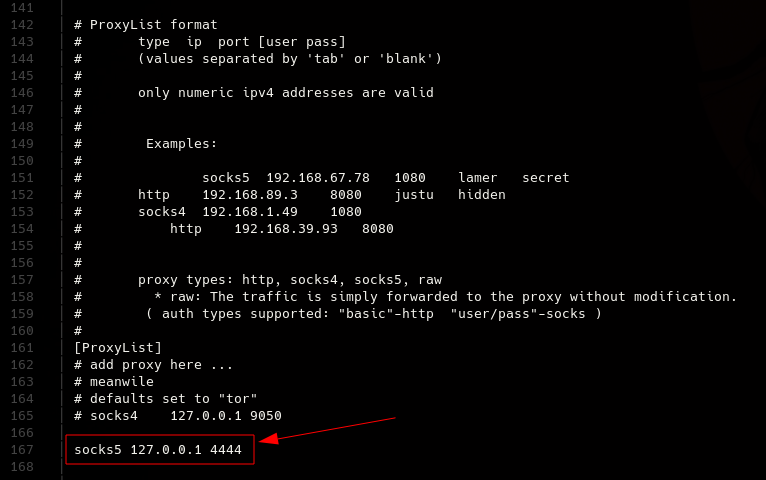 141
142 # ProxyList format
143 #       type  ip  port [user pass]
144 #       (values separated by 'tab' or 'blank')
145 #
146 #       only numeric ipv4 addresses are valid
147 #
148 #
149 #        Examples:
150 #
151 #               socks5  192.168.67.78   1080    lamer   secret
152 #       http    192.168.89.3    8080    justu   hidden
153 #       socks4  192.168.1.49    1080
154 #           http    192.168.39.93   8080
155 #
156 #
157 #       proxy types: http, socks4, socks5, raw
158 #         * raw: The traffic is simply forwarded to the proxy without modification.
159 #        ( auth types supported: "basic"-http  "user/pass"-socks )
160 #
161 [ProxyList]
162 # add proxy here ...
163 # meanwile
164 # defaults set to "tor"
165 # socks4    127.0.0.1 9050
166
167 socks5 127.0.0.1 4444
168